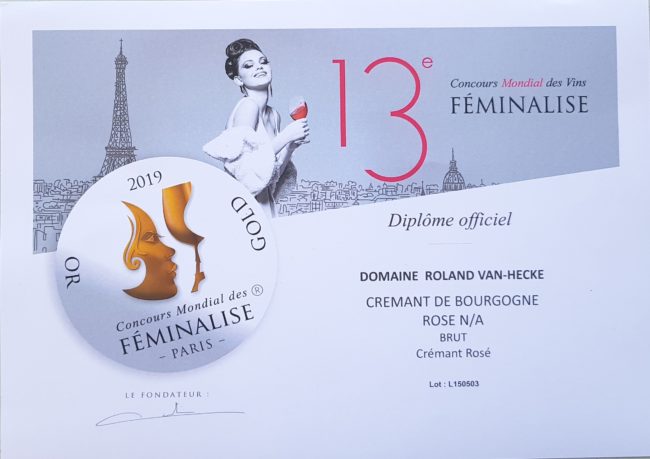 13e
Concours Mondial des Vins
FÉMINALISE
2019
OR
GOLD
Concours Mondial des ®
FÉMINALISE
- PARIS -
Diplôme officiel
DOMAINE ROLAND VAN-HECKE
CREMANT DE BOURGOGNE
ROSE N/A
BRUT
Crémant Rosé
Lot : L150503
LE FONDATEUR :